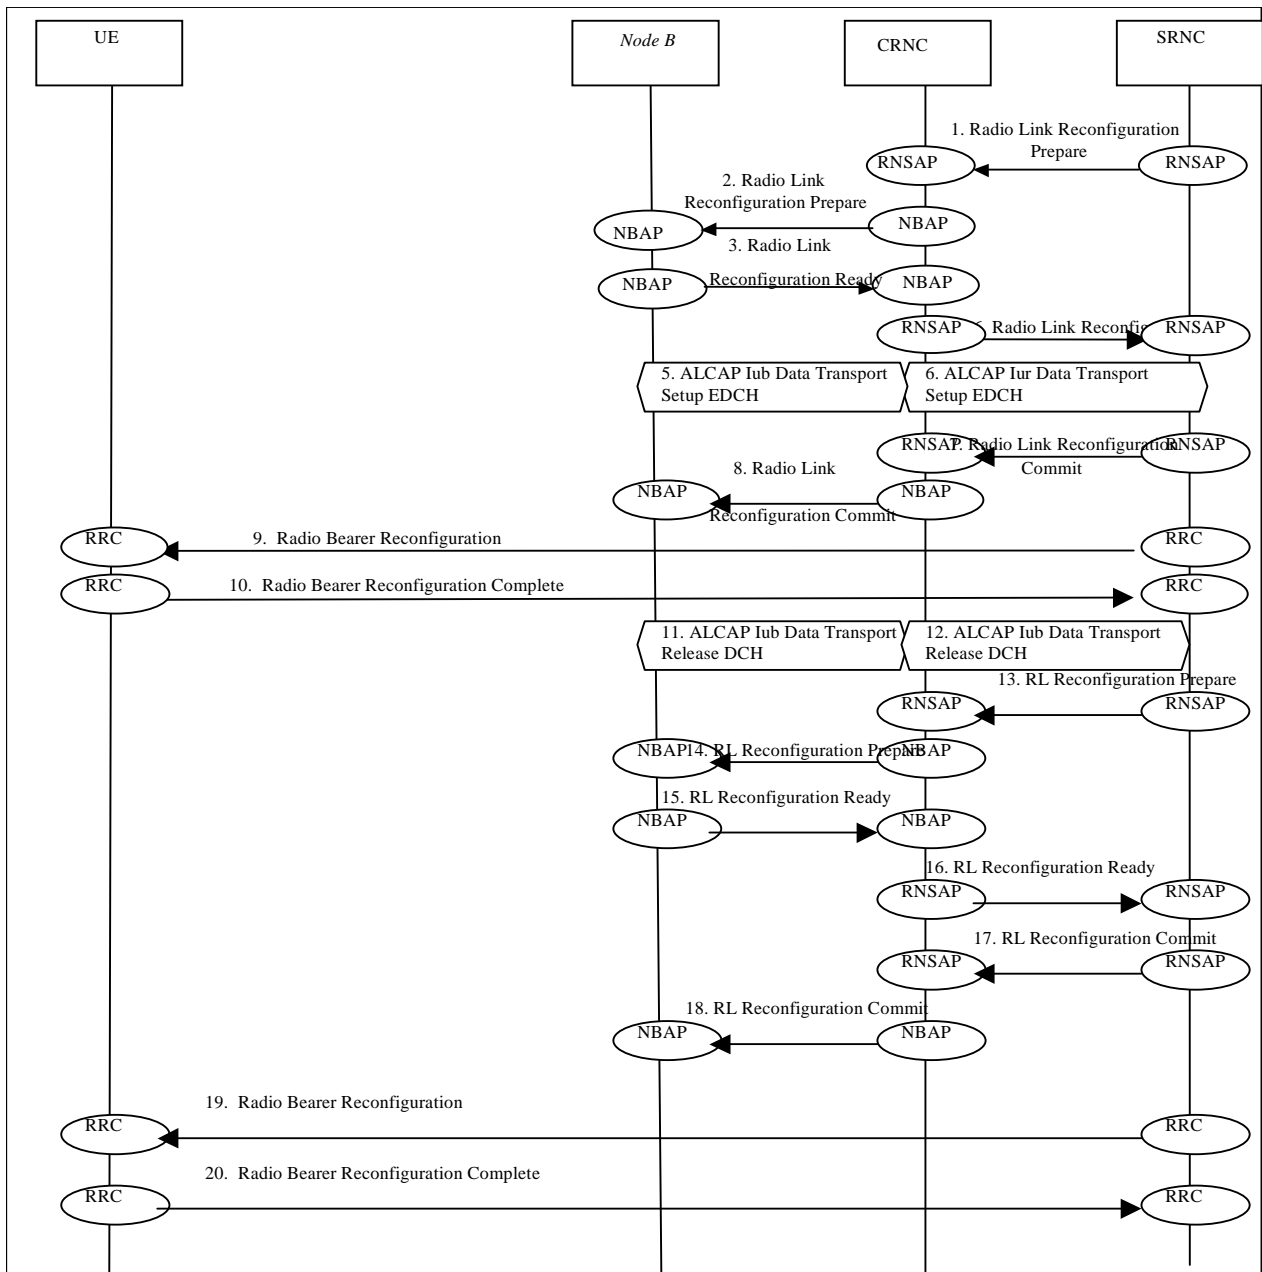 UE
Node B
CRNC
SRNC
1. Radio Link Reconfiguration
Prepare
RNSAP
RNSAP
2. Radio Link
Reconfiguration Prepare
NBAP
NBAP
3. Radio Link
Reconfiguration Ready
NBAP
NBAP
RNSAP
Radio Link
RNSAP
5. ALCAP Iub Data Transport
Setup EDCH
6. ALCAP Iur Data Transport
Setup EDCH
RNSAP
7. Radio Link Reconfiguration
Commit
RNSAP
8. Radio Link
Reconfiguration Commit
NBAP
NBAP
RRC
9. Radio Bearer Reconfiguration
RRC
RRC
10. Radio Bearer Reconfiguration Complete
RRC
11. ALCAP Iub Data Transport
Release DCH
12. ALCAP Iub Data Transport
Release DCH
13. RL Reconfiguration Prepare
RNSAP
RNSAP
NBAP
14. RL Reconfiguration Prepare
NBAP
15. RL Reconfiguration Ready
NBAP
NBAP
16. RL Reconfiguration Ready
RNSAP
RNSAP
17. RL Reconfiguration Commit
RNSAP
RNSAP
18. RL Reconfiguration Commit
NBAP
NBAP
19. Radio Bearer Reconfiguration
RRC
RRC
20. Radio Bearer Reconfiguration Complete
RRC
RRC